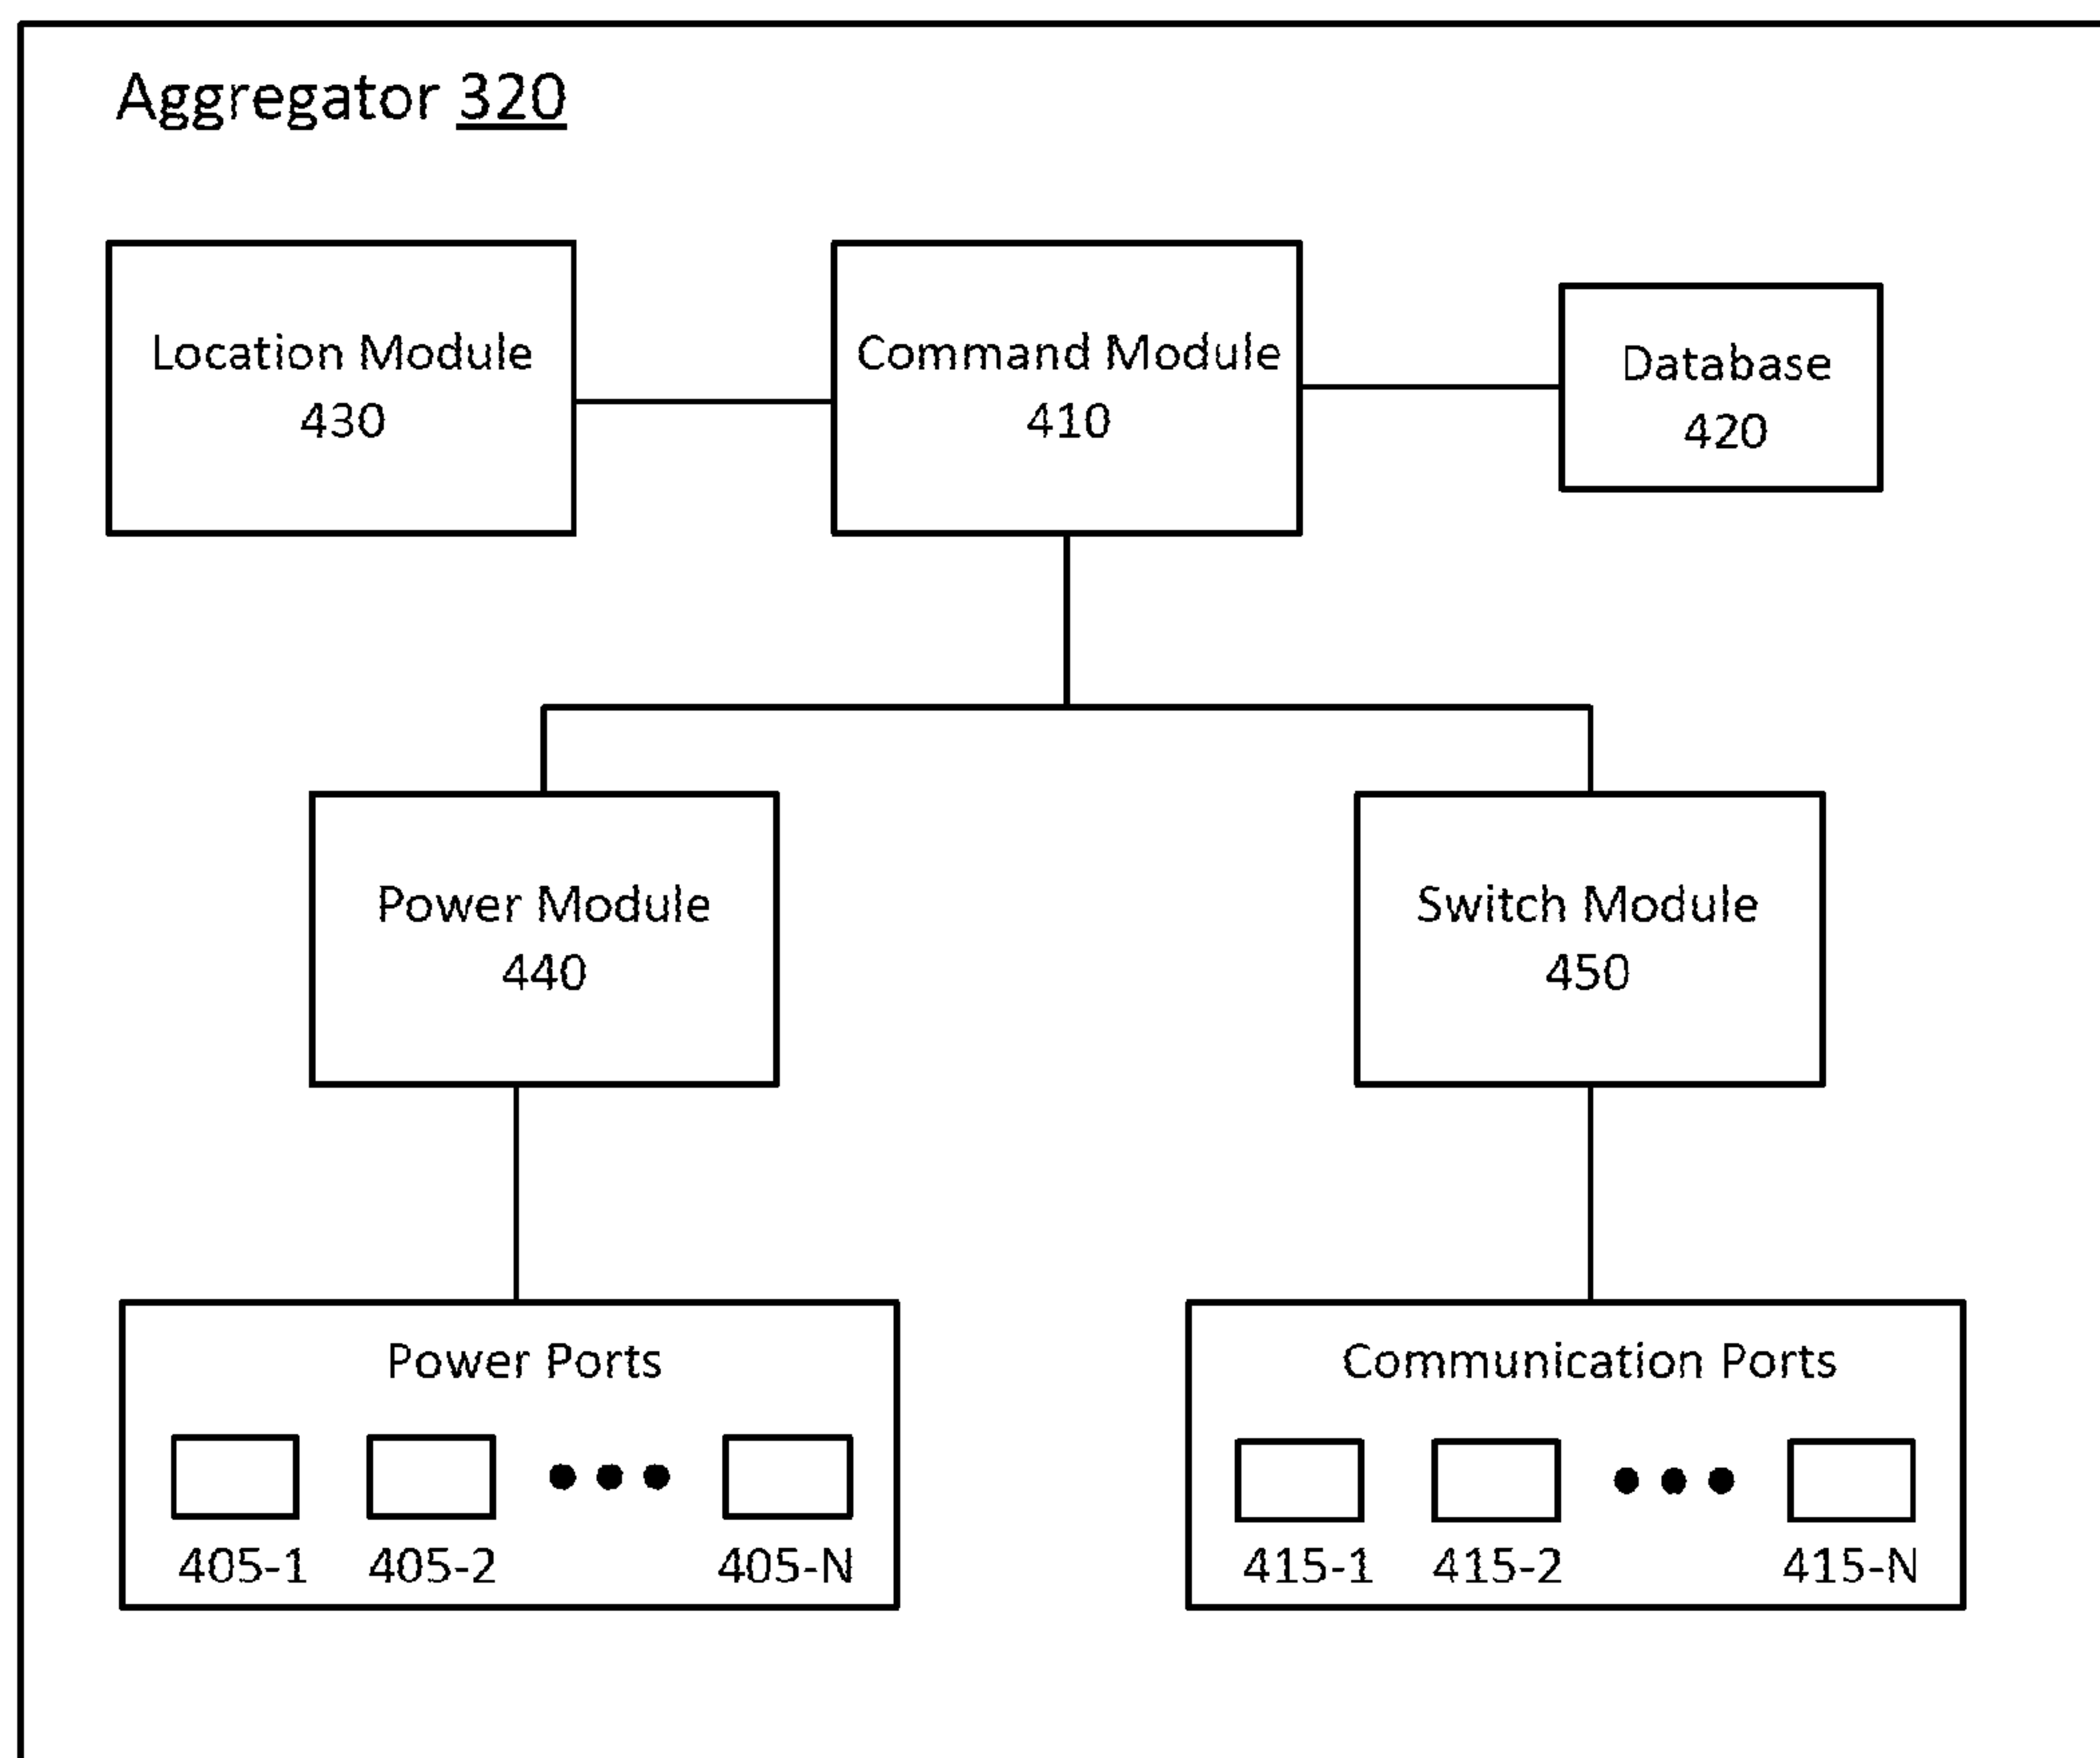 Aggregator 320
Location Module
430
Command Module
410
Database
420
Power Module
440
Switch Module
450
Power Ports
405-1 405-2 405-N
Communication Ports
415-1 415-2 415-N